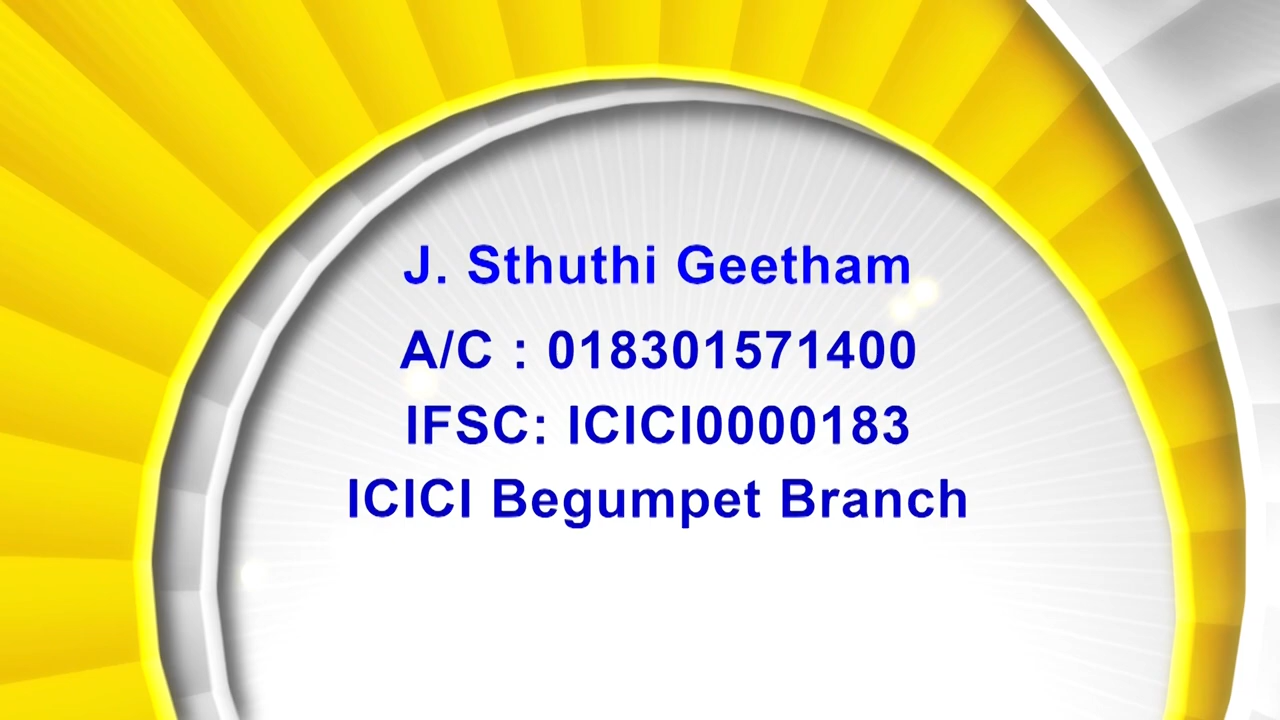 J. Sthuthi Geetham
A/C : 018301571400
IFSC: ICICI0000183
ICICI Begumpet Branch